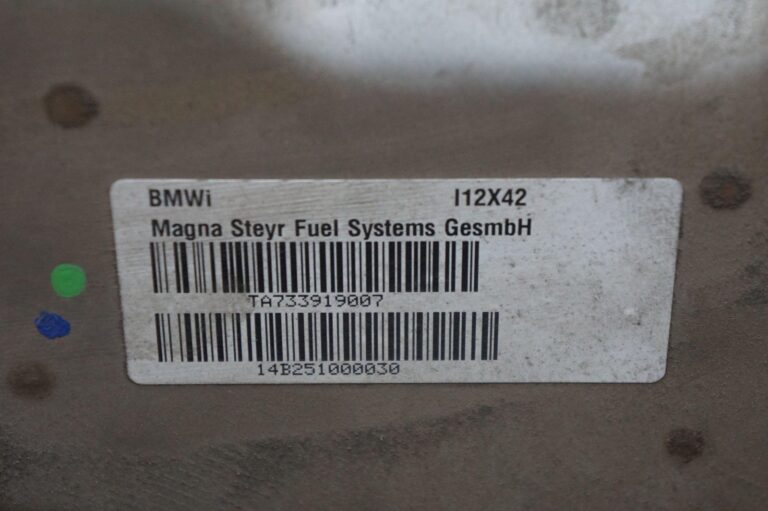 BMWi I12X42
Magna Steyr Fuel Systems GesmbH
TA733919007
14B251000030